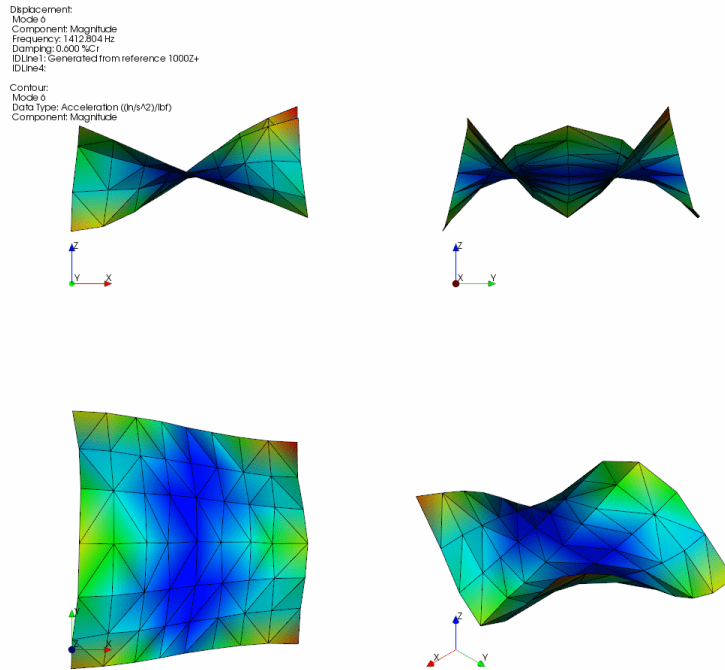 Displacement:
Mode 6
Component: Magnitude
Frequency: 1412.804 Hz
Damping: 0.600 %Cr
IDLine1: Generated from reference 1000Z+
IDLine4:
Contour:
Mode 6
Data Type: Acceleration ((in/s^2)/lbf)
Component: Magnitude
Z
Y X
Z
X Y
Y
Z X
Z
X Y